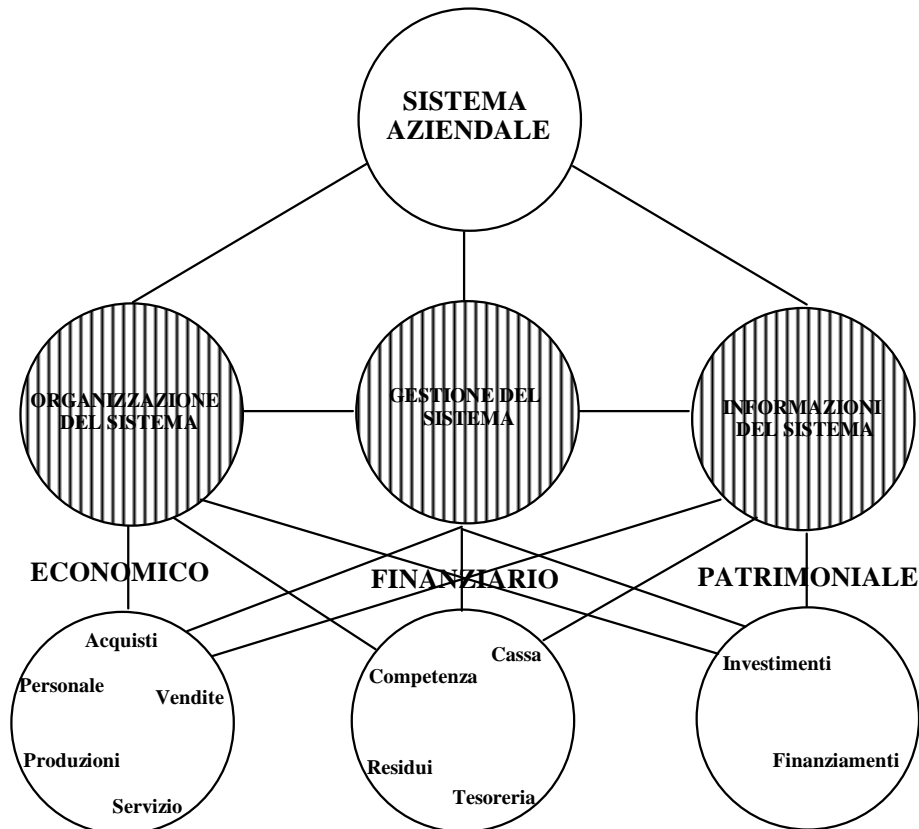 SISTEMA
AZIENDALE
ORGANIZZAZIONE
DEL SISTEMA
GESTIONE DEL
SISTEMA
INFORMAZIONI
DEL SISTEMA
ECONOMICO
FINANZIARIO
PATRIMONIALE
Acquisti
Personale
Vendite
Produzioni
Servizio
Cassa
Competenza
Residui
Tesoreria
Investimenti
Finanziamenti